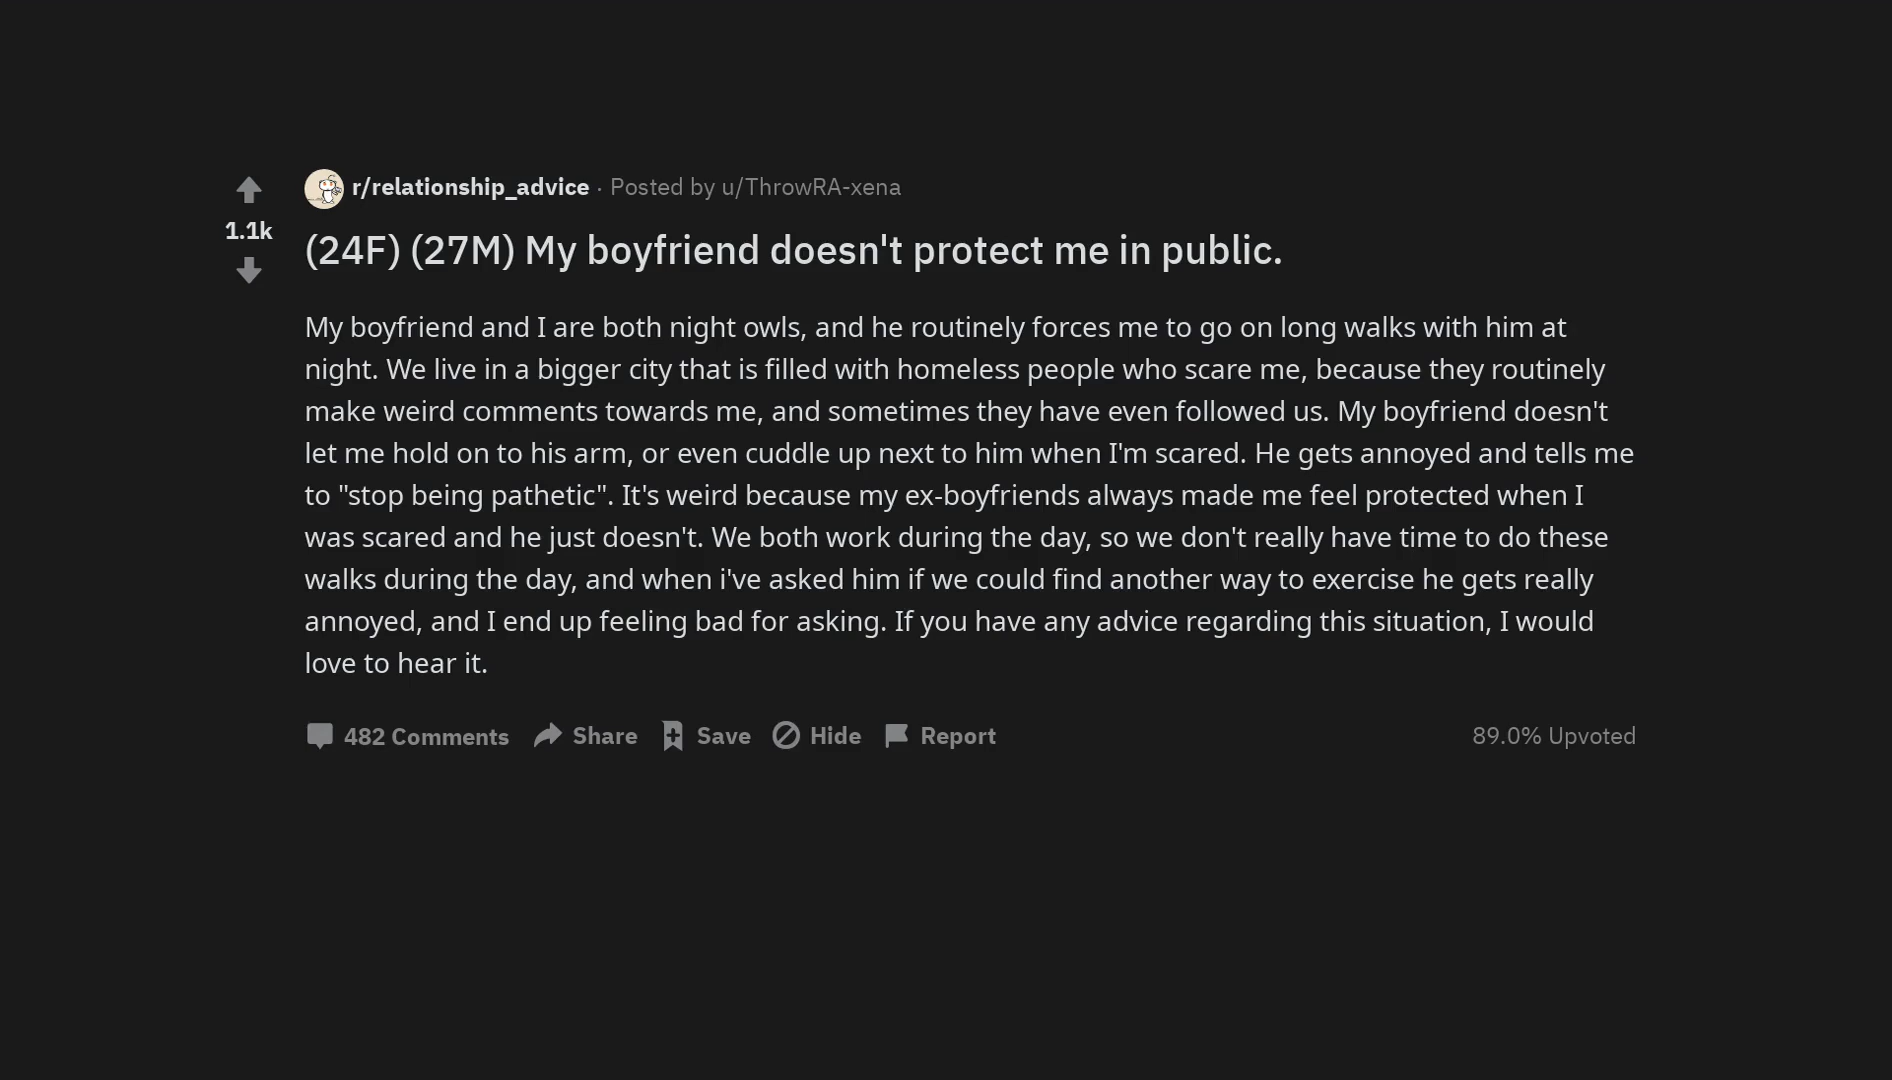 r/relationship_advice · Posted by u/ThrowRA-xena
1.1k
(24F) (27M) My boyfriend doesn't protect me in public.
My boyfriend and I are both night owls, and he routinely forces me to go on long walks with him at
night. We live in a bigger city that is filled with homeless people who scare me, because they routinely
make weird comments towards me, and sometimes they have even followed us. My boyfriend doesn't
let me hold on to his arm, or even cuddle up next to him when I'm scared. He gets annoyed and tells me
to "stop being pathetic". It's weird because my ex-boyfriends always made me feel protected when I
was scared and he just doesn't. We both work during the day, so we don't really have time to do these
walks during the day, and when i've asked him if we could find another way to exercise he gets really
annoyed, and I end up feeling bad for asking. If you have any advice regarding this situation, I would
love to hear it.
482 Comments Share Save Hide Report 89.0% Upvoted